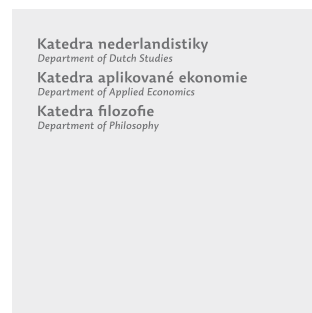 Katedra nederlandistiky
Department of Dutch Studies
Katedra aplikované ekonomie
Department of Applied Economics
Katedra filozofie
Department of Philosophy